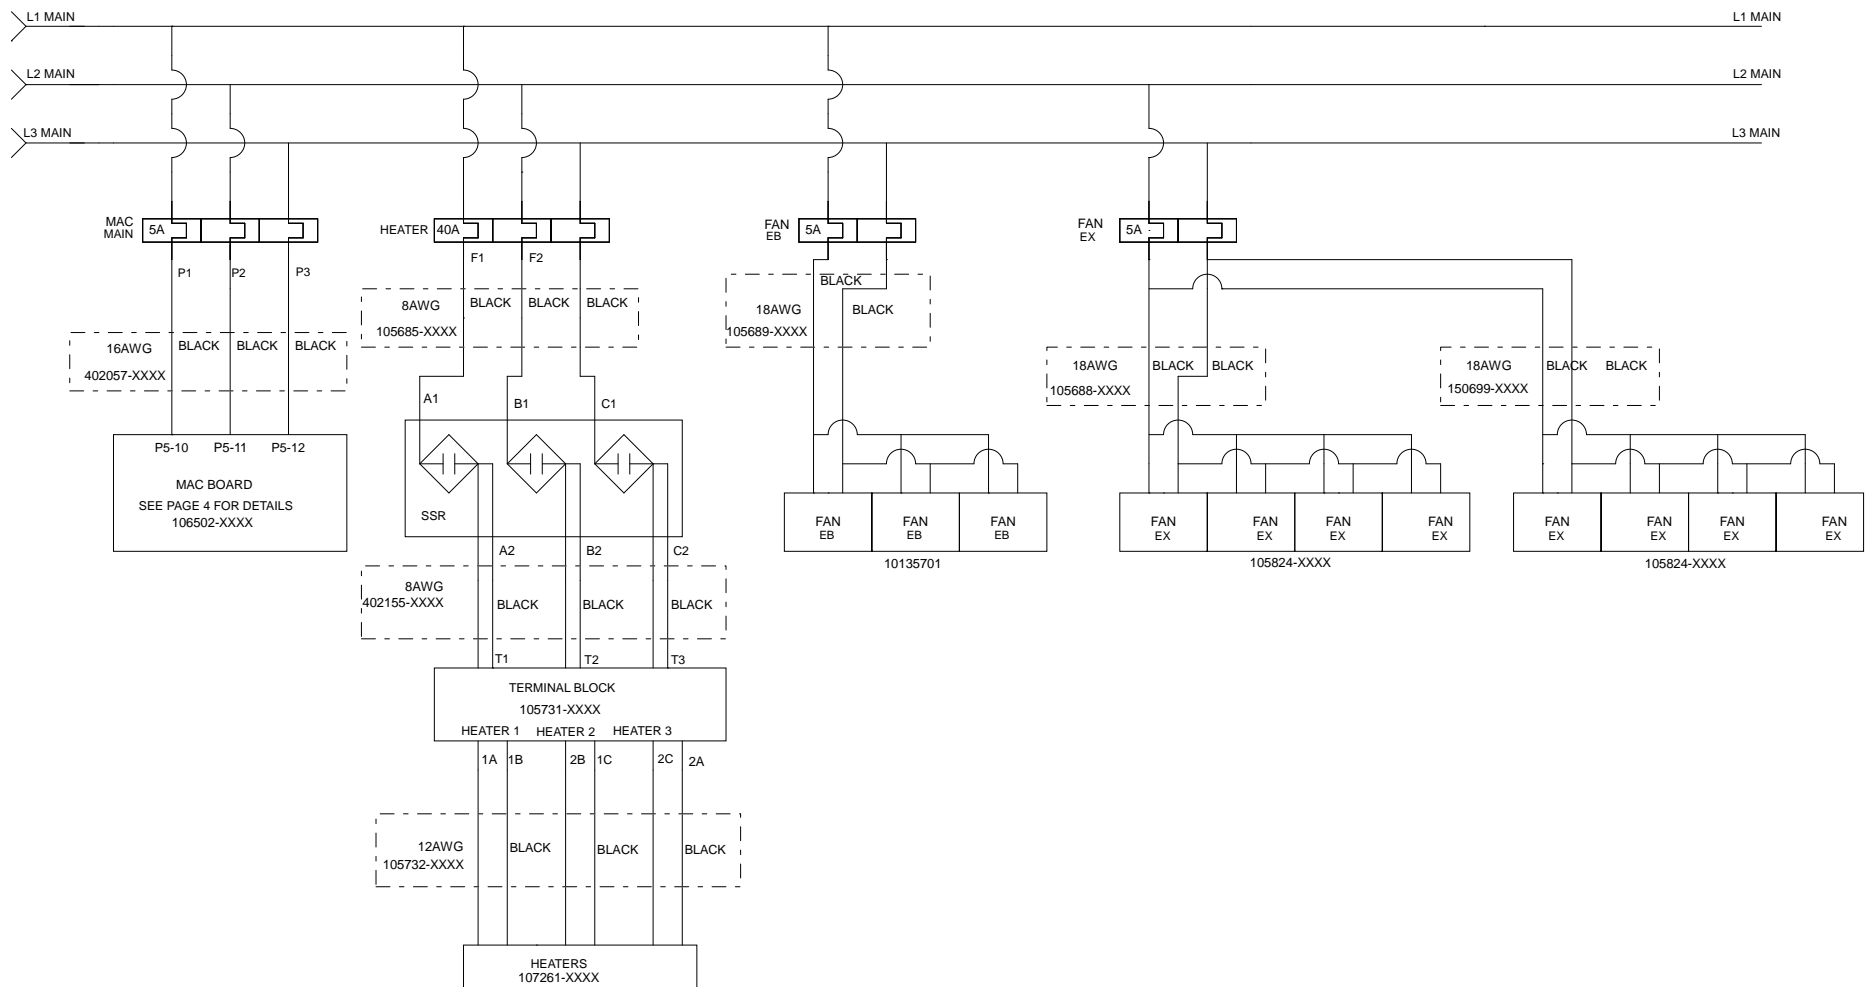 L1 MAIN
L1 MAIN
L2 MAIN
L2 MAIN
L3 MAIN
L3 MAIN
MAC
MAIN
5A
HEATER
40A
FAN
EB
5A
FAN
EX
5A
P1
P2
P3
F1
F2
16AWG
402057-XXXX
BLACK
BLACK
BLACK
8AWG
105685-XXXX
BLACK
BLACK
BLACK
18AWG
105689-XXXX
BLACK
BLACK
18AWG
105688-XXXX
BLACK
BLACK
18AWG
150699-XXXX
BLACK
BLACK
P5-10
P5-11
P5-12
MAC BOARD
SEE PAGE 4 FOR DETAILS
106502-XXXX
A1
B1
C1
SSR
A2
B2
C2
8AWG
402155-XXXX
BLACK
BLACK
BLACK
T1
T2
T3
TERMINAL BLOCK
105731-XXXX
HEATER 1
HEATER 2
HEATER 3
1A
1B
2B
1C
2C
2A
12AWG
105732-XXXX
BLACK
BLACK
BLACK
HEATERS
107261-XXXX
FAN
EB
FAN
EB
FAN
EB
10135701
FAN
EX
FAN
EX
FAN
EX
FAN
EX
105824-XXXX
FAN
EX
FAN
EX
FAN
EX
FAN
EX
105824-XXXX